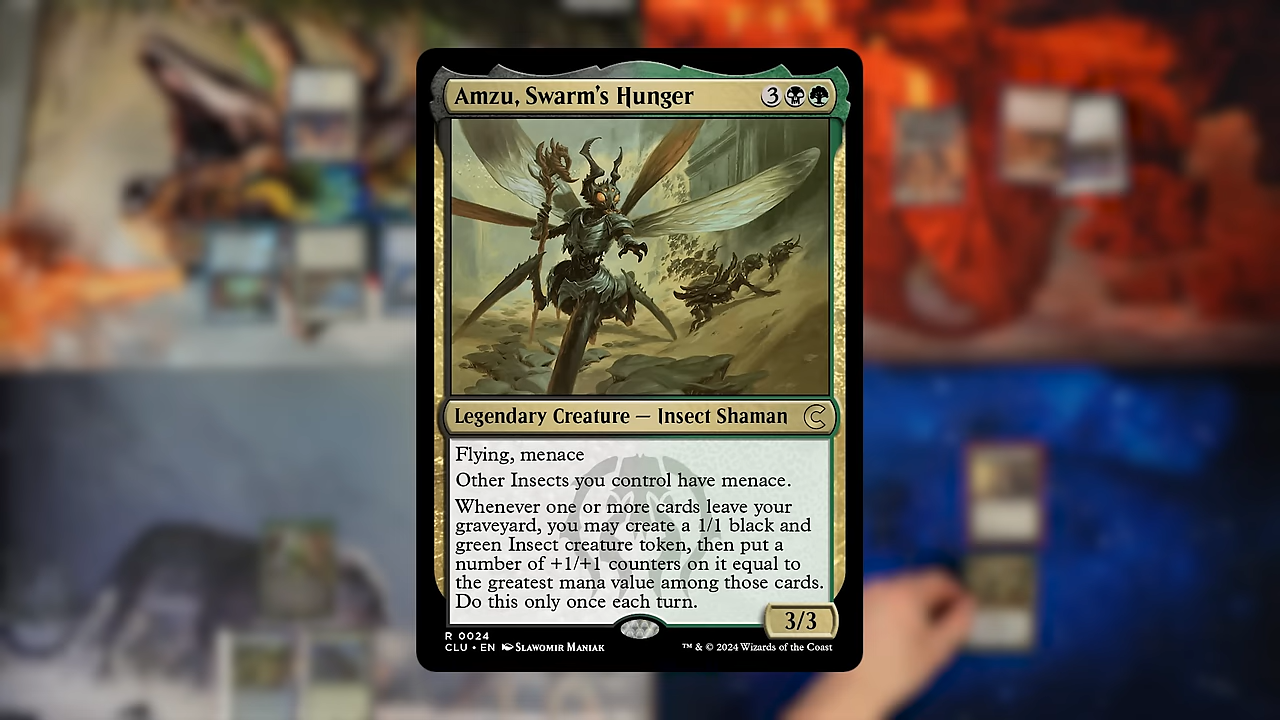 Amzu, Swarm's Hunger 3
Legendary Creature — Insect Shaman
Flying, menace
Other Insects you control have menace.
Whenever one or more cards leave your
graveyard, you may create a 1/1 black and
green Insect creature token, then put a
number of +1/+1 counters on it equal to
the greatest mana value among those cards.
Do this only once each turn.
3/3
R 0024
CLU • EN Slawomir Maniak
™ & © 2024 Wizards of the Coast